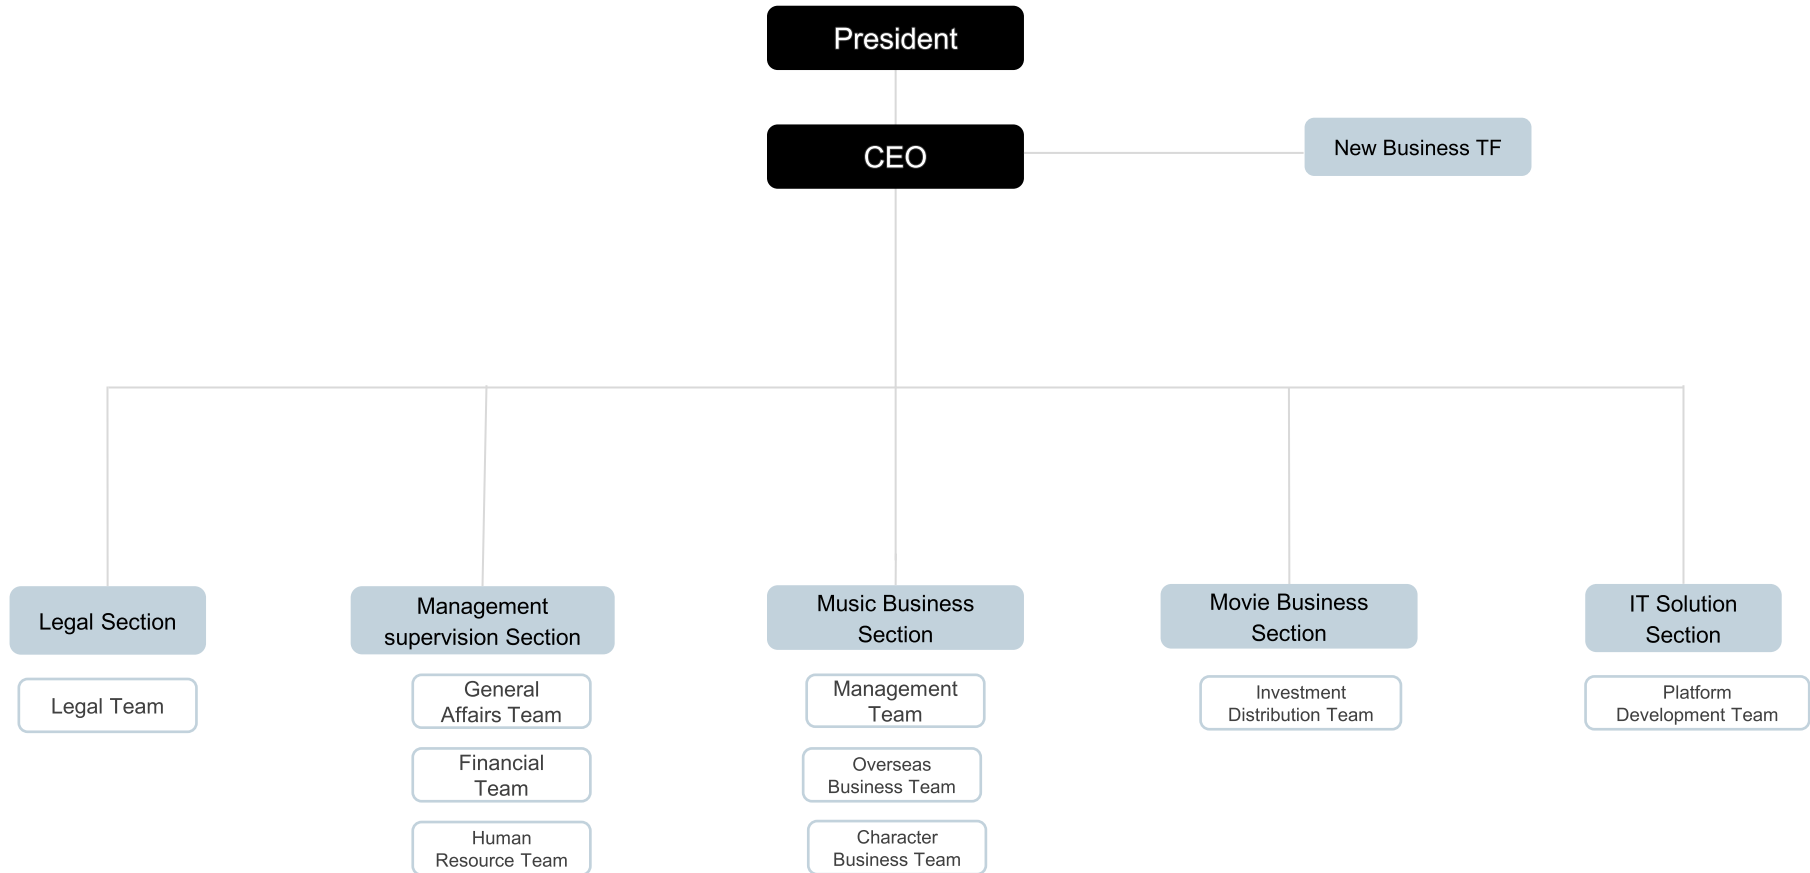 President
CEO
New Business TF
Legal Section
Management
supervision Section
Music Business
Section
Movie Business
Section
IT Solution
Section
Legal Team
General
Affairs Team
Management
Team
Investment
Distribution Team
Platform
Development Team
Financial
Team
Overseas
Business Team
Human
Resource Team
Character
Business Team